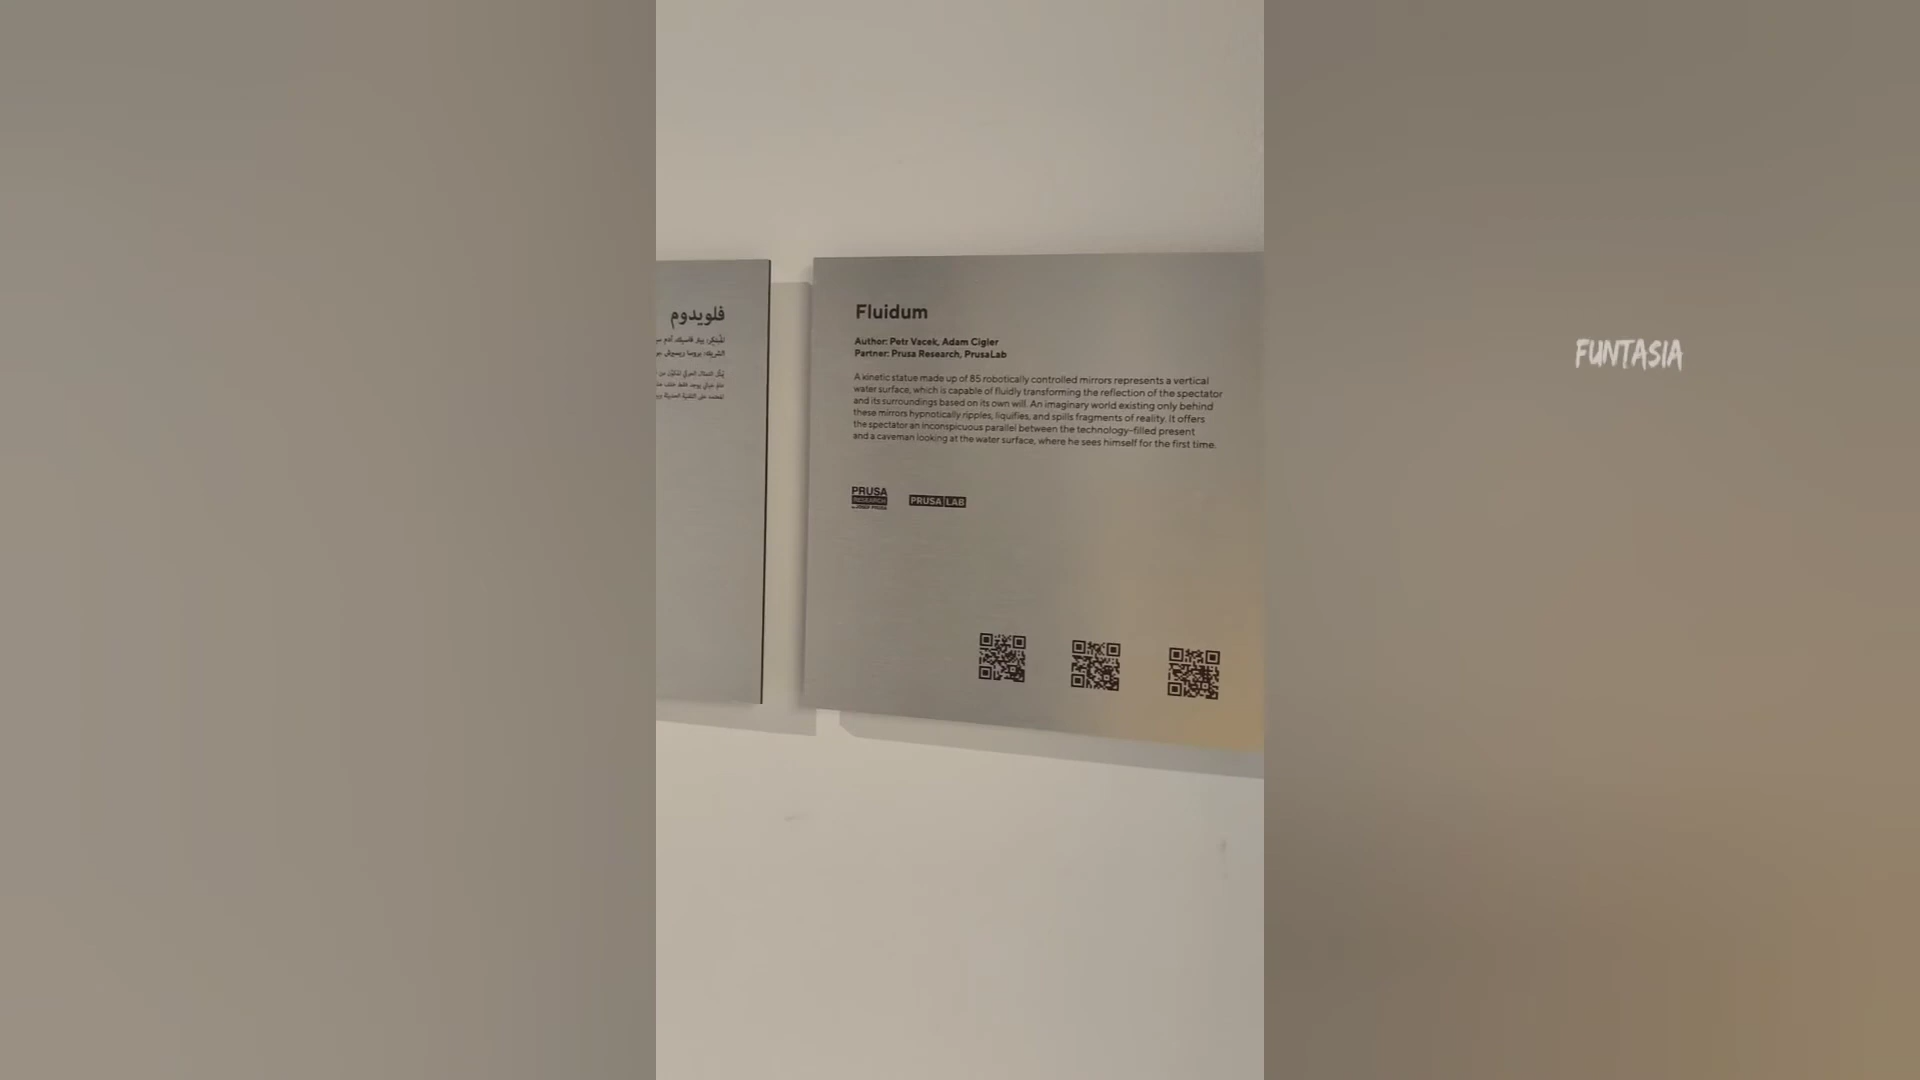 فلويدوم
Fluidum
Author: Petr Vacek, Adam Cigler
Partner: Prusa Research, PrusaLab
A kinetic statue made up of 85 robotically controlled mirrors represents a vertical
water surface, which is capable of fluidly transforming the reflection of the spectator
and its surroundings based on its own will. An imaginary world existing only behind
these mirrors hypnotically ripples, liquifies, and spills fragments of reality. It offers
the spectator an inconspicuous parallel between the technology-filled present
and a caveman looking at the water surface, where he sees himself for the first time.
PRUSA
RESEARCH
by JOSEF PRUSA
PRUSA LAB
FUNTASIA